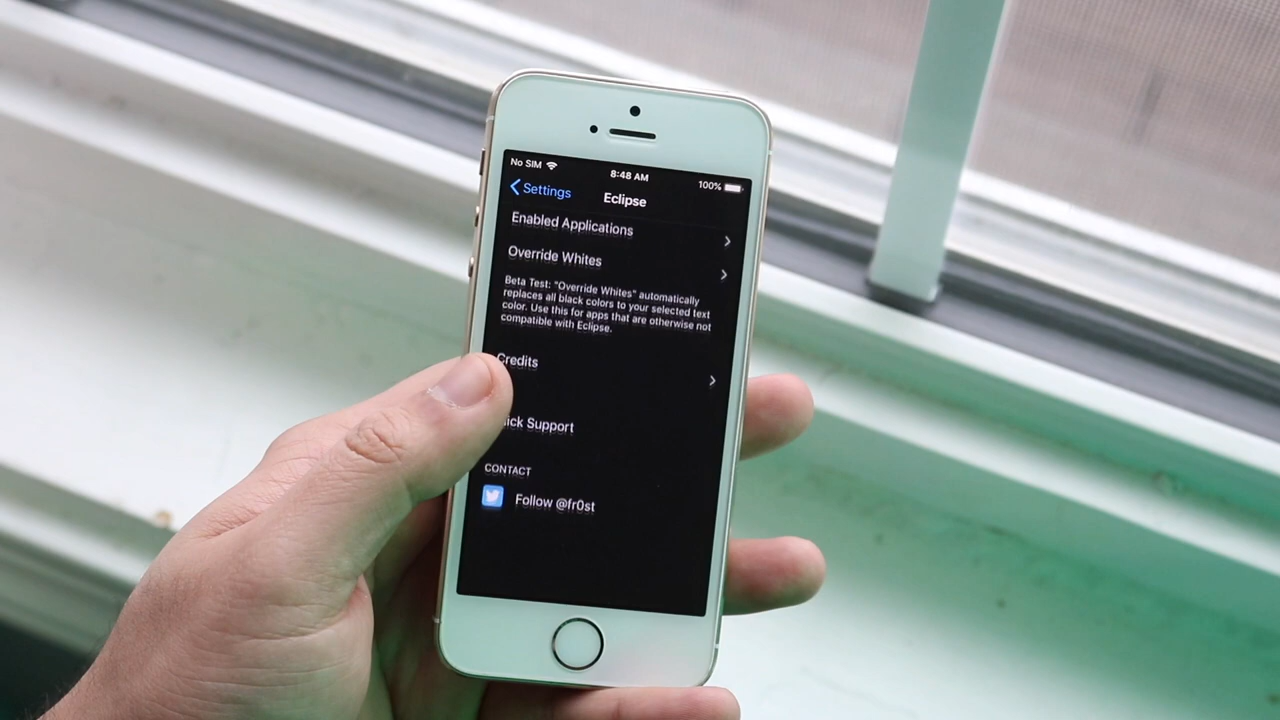 No SIM
8:48 AM
100%
Settings
Eclipse
Enabled Applications
Override Whites
Beta Test: "Override Whites" automatically
replaces all black colors to your selected text
color. Use this for apps that are otherwise not
compatible with Eclipse.
Credits
Support
CONTACT
Follow @fr0st